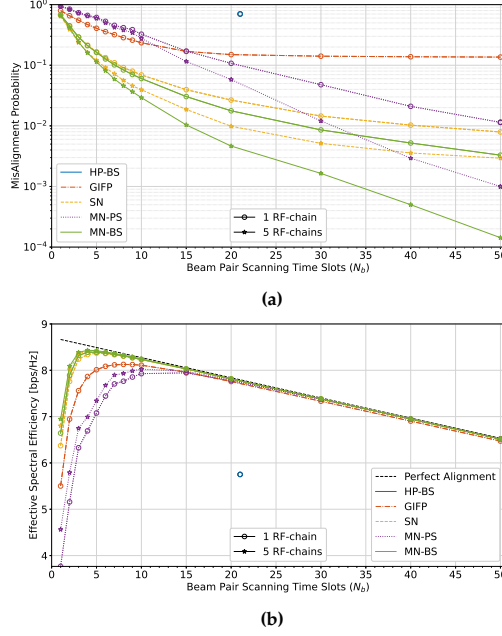 10⁰
10⁻¹
10⁻²
10⁻³
10⁻⁴
MisAlignment Probability
HP-BS
GIFP
SN
MN-PS
MN-BS
1 RF-chain
5 RF-chains
0 5 10 15 20 25 30 35 40 45 50
Beam Pair Scanning Time Slots (N_b)
(a)
9
8
7
6
5
4
Effective Spectral Efficiency [bps/Hz]
Perfect Alignment
HP-BS
GIFP
SN
MN-PS
MN-BS
1 RF-chain
5 RF-chains
0 5 10 15 20 25 30 35 40 45 50
Beam Pair Scanning Time Slots (N_b)
(b)